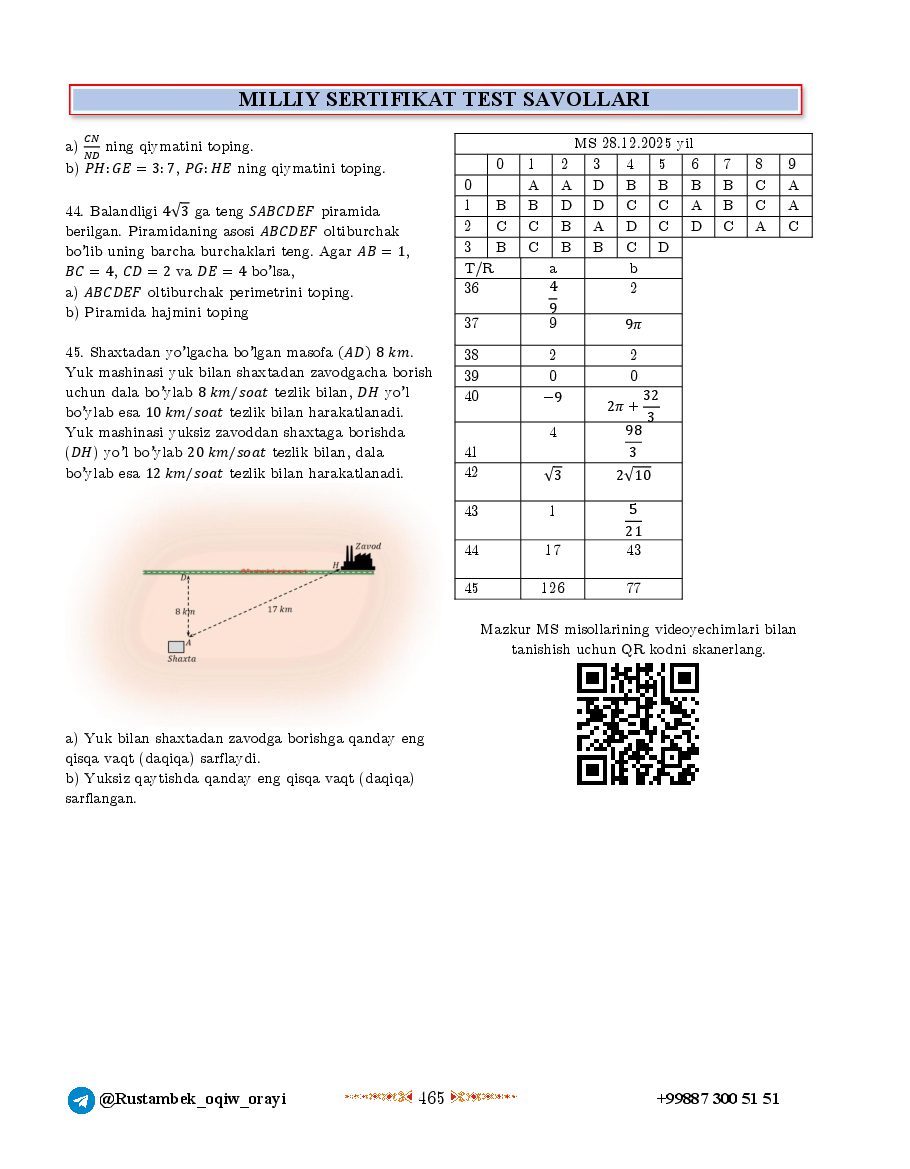 MILLIY SERTIFIKAT TEST SAVOLLARI
a) CN/ND ning qiymatini toping.
b) PH:GE = 3:7, PG:HE ning qiymatini toping.
44. Balandligi 4√3 ga teng SABCDEF piramida
berilgan. Piramidaning asosi ABCDEF oltiburchak
bo'lib uning barcha burchaklari teng. Agar AB = 1,
BC = 4, CD = 2 va DE = 4 bo'lsa,
a) ABCDEF oltiburchak perimetrini toping.
b) Piramida hajmini toping
45. Shaxtadan yo'lgacha bo'lgan masofa (AD) 8 km.
Yuk mashinasi yuk bilan shaxtadan zavodgacha borish
uchun dala bo'ylab 8 km/soat tezlik bilan, DH yo'l
bo'ylab esa 10 km/soat tezlik bilan harakatlanadi.
Yuk mashinasi yuksiz zavoddan shaxtaga borishda
(DH) yo'l bo'ylab 20 km/soat tezlik bilan, dala
bo'ylab esa 12 km/soat tezlik bilan harakatlanadi.
Zavod
H
D
8 km
17 km
A
Shaxta
a) Yuk bilan shaxtadan zavodga borishga qanday eng
qisqa vaqt (daqiqa) sarflaydi.
b) Yuksiz qaytishda qanday eng qisqa vaqt (daqiqa)
sarflangan.
MS 28.12.2025 yil
0 1 2 3 4 5 6 7 8 9
0 A A D B B B B C A
1 B B D D C C A B C A
2 C C B A D C D C A C
3 B C B B C D
T/R a b
36 4/9 2
37 9 9π
38 2 2
39 0 0
40 −9 2π + 32/3
41 4 98/3
42 √3 2√10
43 1 5/21
44 17 43
45 126 77
Mazkur MS misollarining videoyechimlari bilan
tanishish uchun QR kodni skanerlang.
@Rustambek_oqiw_orayi 465 +99887 300 51 51